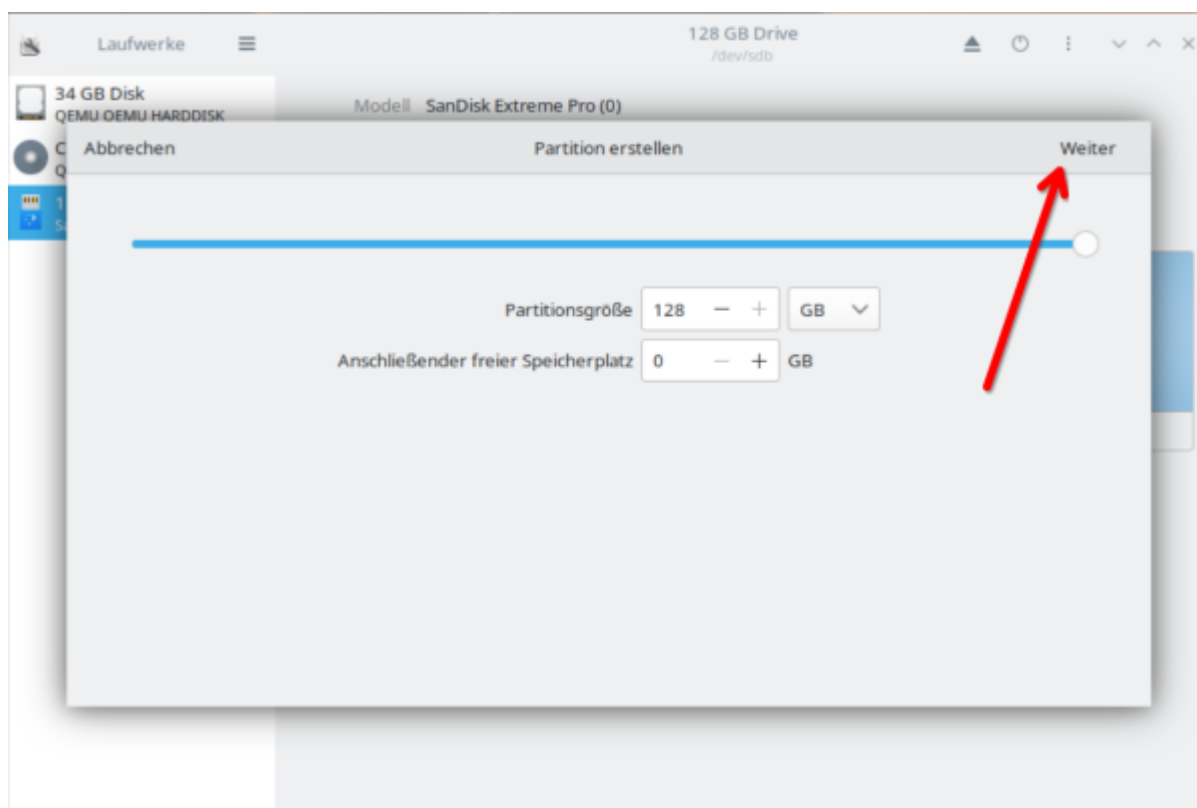 Laufwerke
128 GB Drive
/dev/sdb
34 GB Disk
QEMU QEMU HARDDISK
Modell SanDisk Extreme Pro (0)
Abbrechen
Partition erstellen
Weiter
Partitionsgröße 128 GB
Anschließender freier Speicherplatz 0 GB